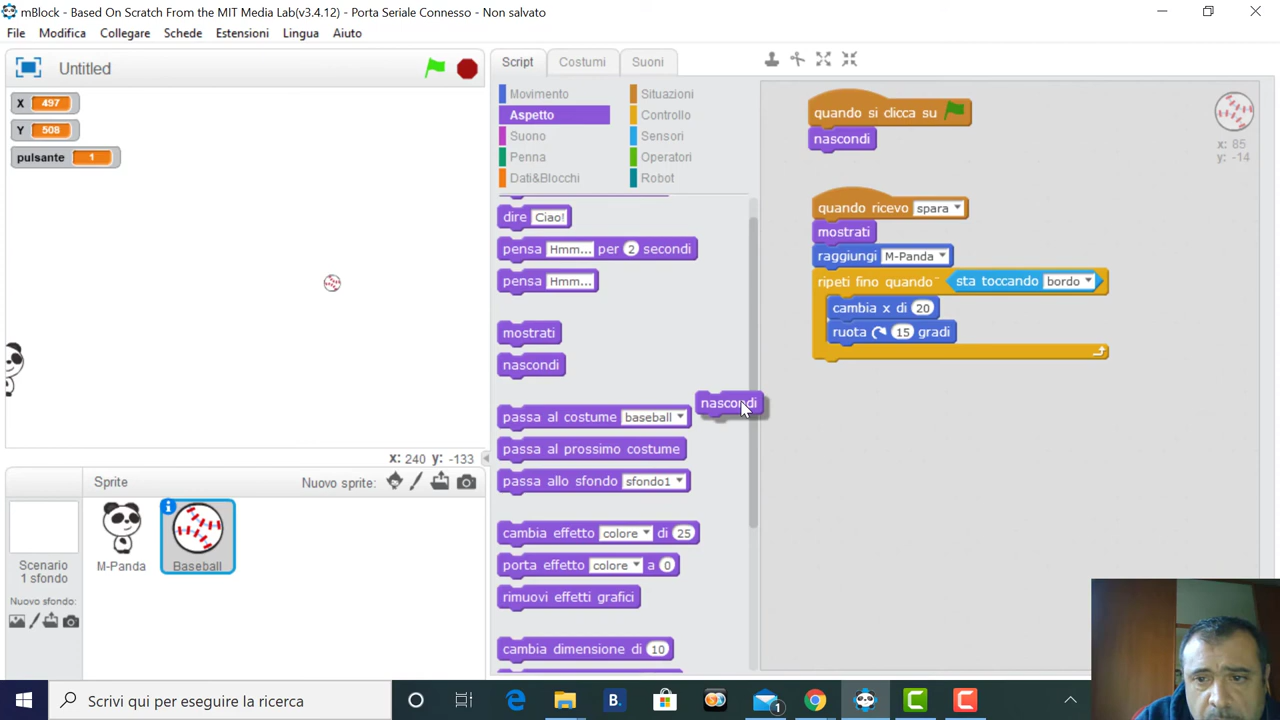 mBlock - Based On Scratch From the MIT Media Lab(v3.4.12) - Porta Seriale Connesso - Non salvato
File Modifica Collegare Schede Estensioni Lingua Aiuto
Untitled
X 497
Y 508
pulsante 1
x: 240 y: -133
Sprite Nuovo sprite:
Scenario
1 sfondo
Nuovo sfondo:
M-Panda
Baseball
Script Costumi Suoni
Movimento Situazioni
Aspetto Controllo
Suono Sensori
Penna Operatori
Dati&Blocchi Robot
dire Ciao!
pensa Hmm... per 2 secondi
pensa Hmm...
mostrati
nascondi
nascondi
passa al costume baseball
passa al prossimo costume
passa allo sfondo sfondo1
cambia effetto colore di 25
porta effetto colore a 0
rimuovi effetti grafici
cambia dimensione di 10
quando si clicca su
nascondi
quando ricevo spara
mostrati
raggiungi M-Panda
ripeti fino quando sta toccando bordo
cambia x di 20
ruota 15 gradi
x: 85
y: -14
Scrivi qui per eseguire la ricerca
B.
1